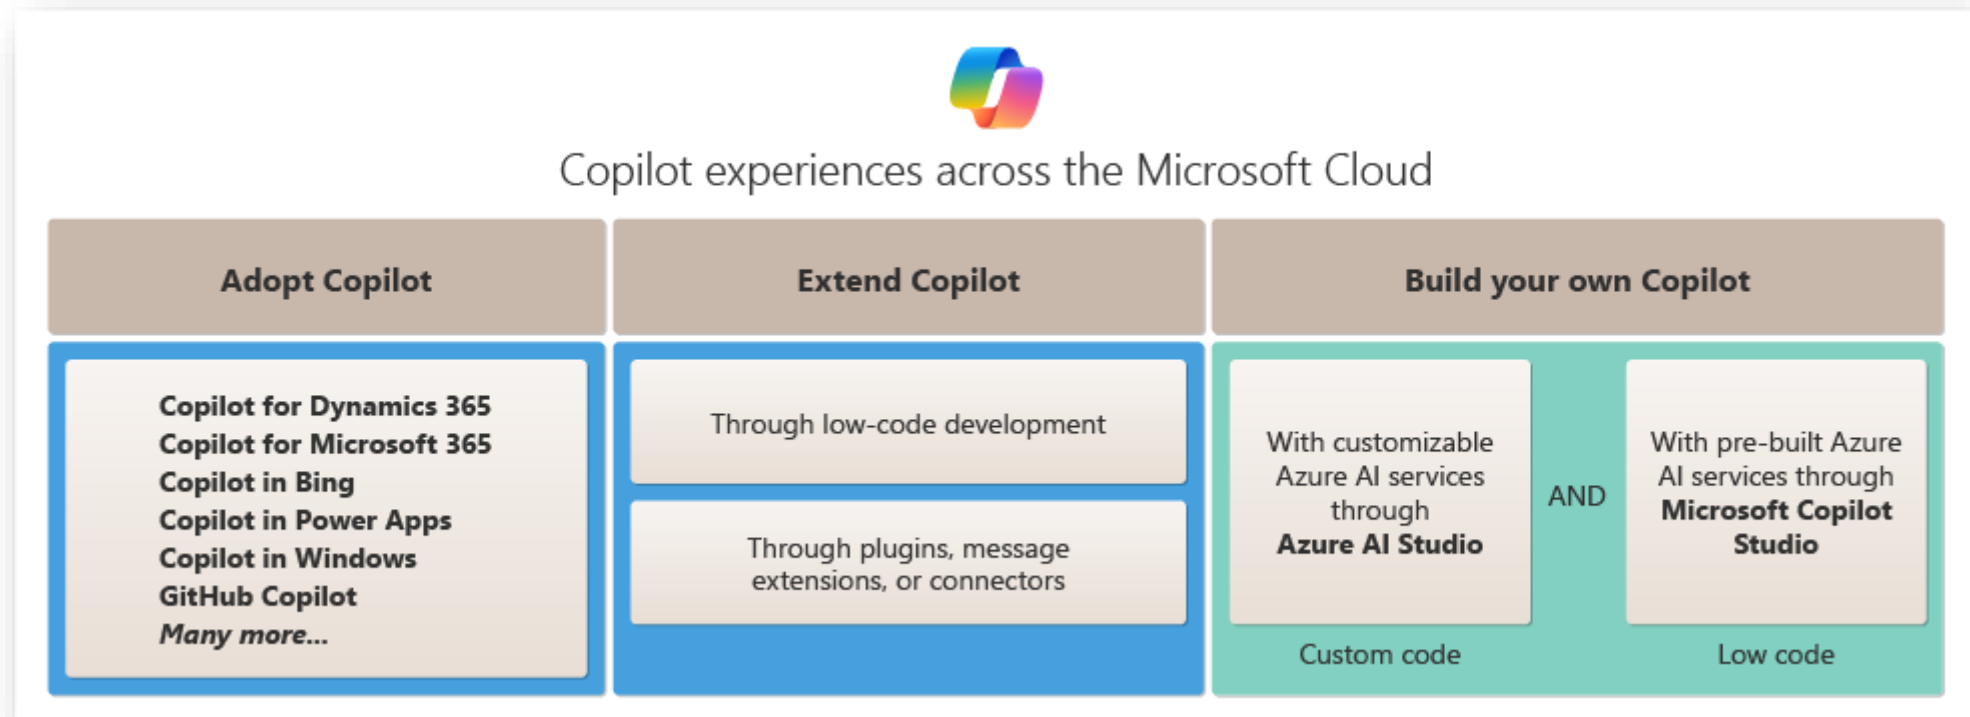 Copilot experiences across the Microsoft Cloud
Adopt Copilot
Copilot for Dynamics 365
Copilot for Microsoft 365
Copilot in Bing
Copilot in Power Apps
Copilot in Windows
GitHub Copilot
Many more...
Extend Copilot
Through low-code development
Through plugins, message
extensions, or connectors
Build your own Copilot
With customizable
Azure AI services
through
Azure AI Studio
Custom code
AND
With pre-built Azure
AI services through
Microsoft Copilot
Studio
Low code